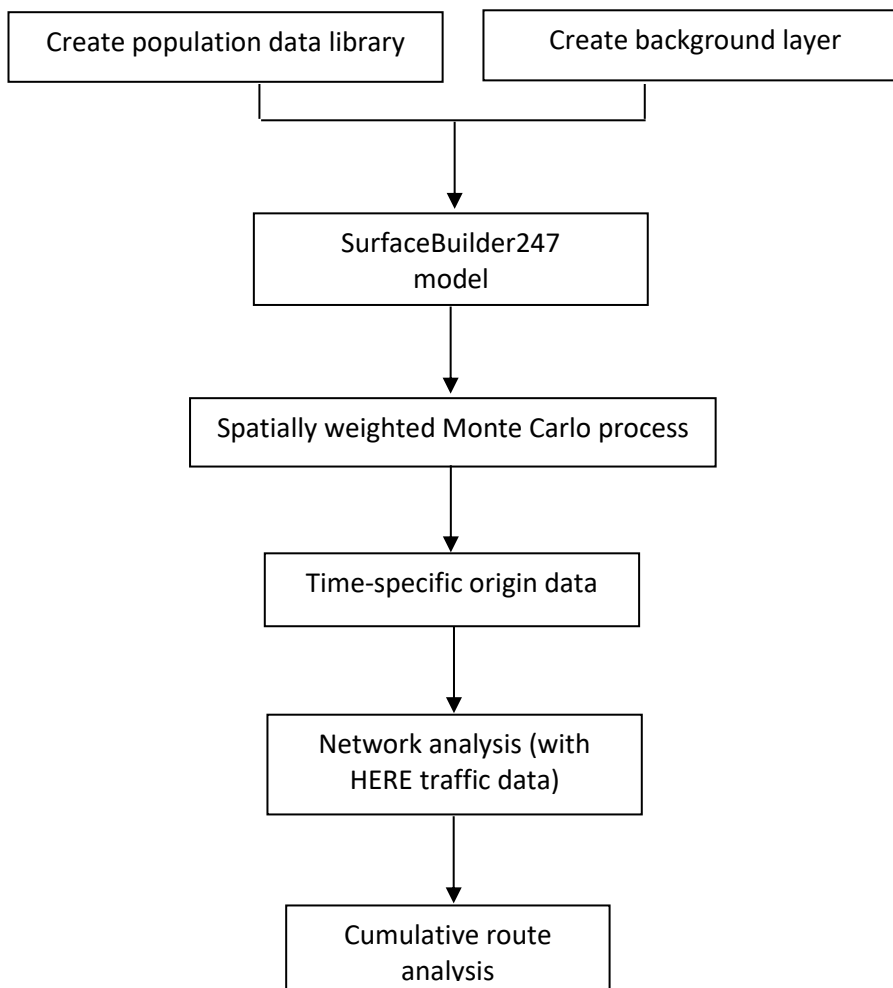 Create population data library
Create background layer
SurfaceBuilder247
model
Spatially weighted Monte Carlo process
Time-specific origin data
Network analysis (with
HERE traffic data)
Cumulative route
analysis